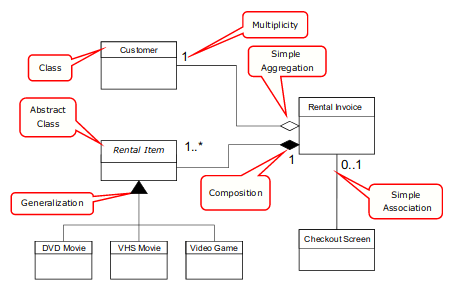 Multiplicity
Customer
1
Class
Simple
Aggregation
Rental Invoice
Abstract
Class
Rental Item
1..*
1
0..1
Composition
Simple
Association
Generalization
DVD Movie
VHS Movie
Video Game
Checkout Screen